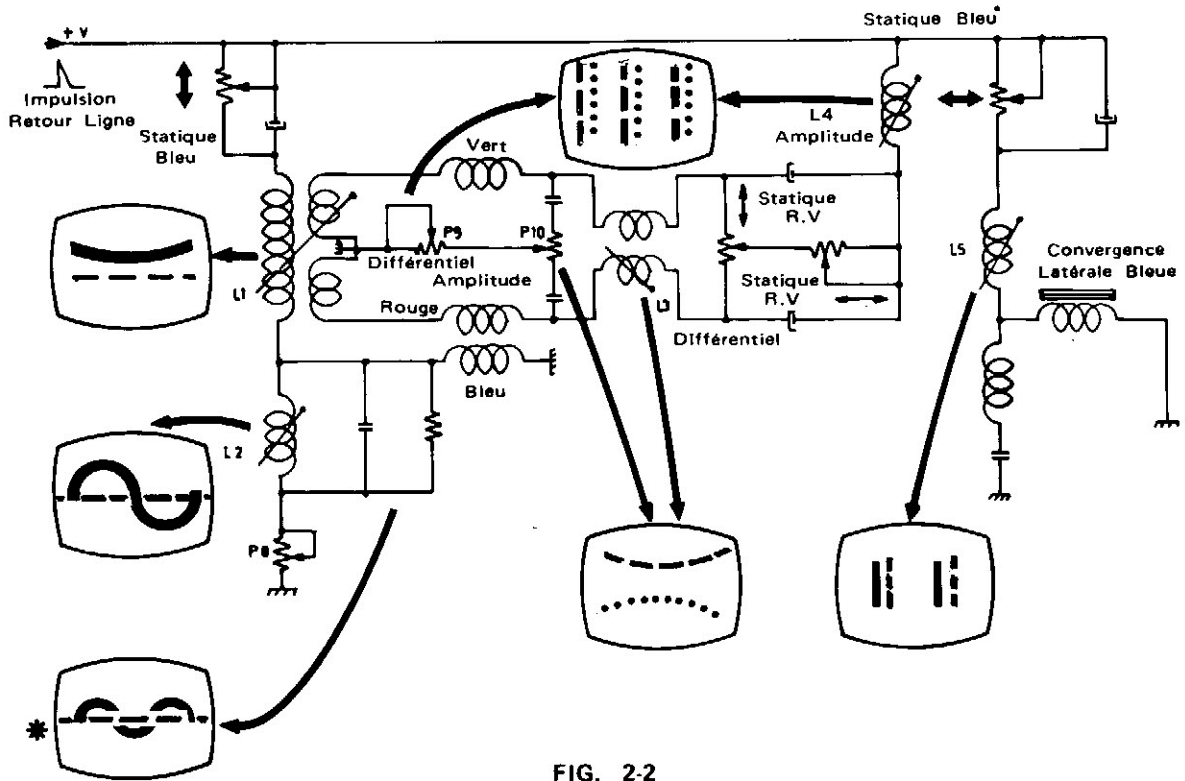 + V
Impulsion
Retour Ligne
Statique
Bleu
Statique Bleu
Vert
P9
Différentiel
Amplitude
P10
L4
Amplitude
Statique
R.V
Statique
R.V
L1
Rouge
Bleu
L3
Différentiel
L5
Convergence
Latérale Bleue
L2
P8
*
FIG. 2-2